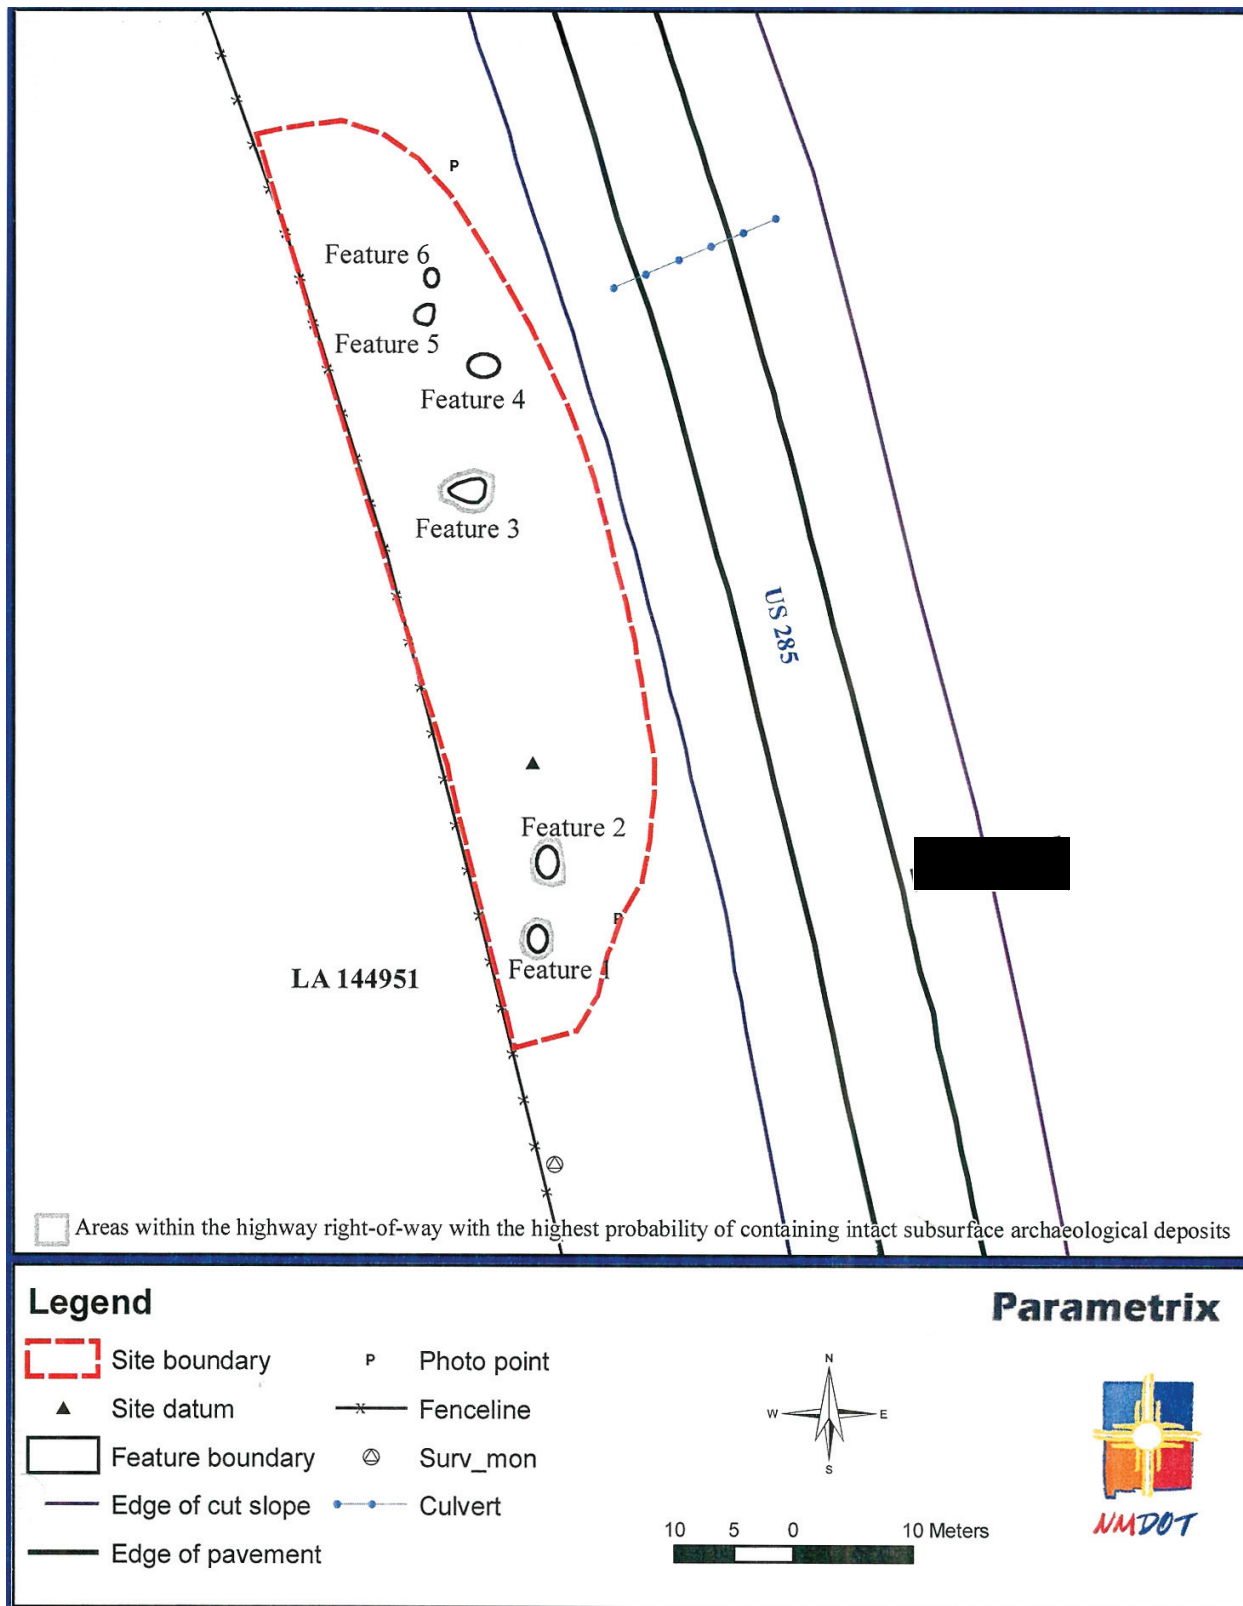 P
Feature 6
Feature 5
Feature 4
Feature 3
US 285
Feature 2
P
Feature 1
LA 144951
Areas within the highway right-of-way with the highest probability of containing intact subsurface archaeological deposits
Legend
Parametrix
Site boundary
P Photo point
Site datum
Fenceline
Feature boundary
Surv_mon
Edge of cut slope
Culvert
Edge of pavement
N
W E
S
10 5 0 10 Meters
NMDOT